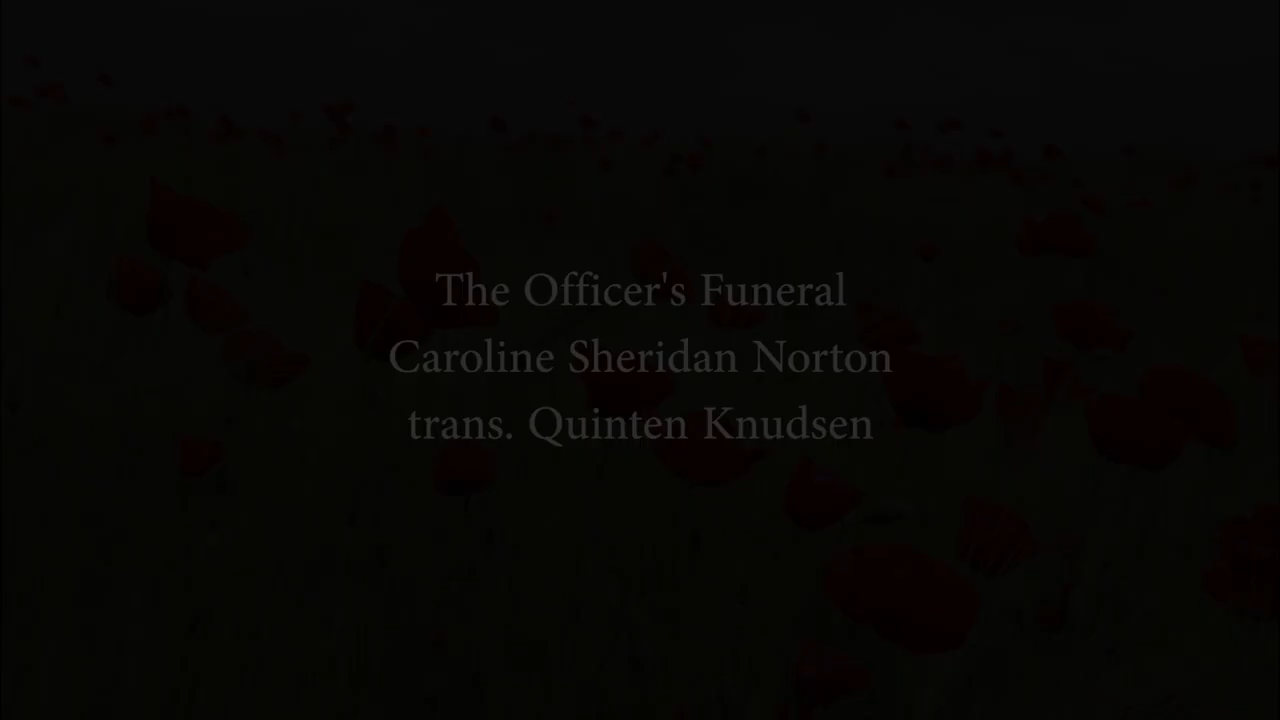 The Officer's Funeral
Caroline Sheridan Norton
trans. Quinten Knudsen